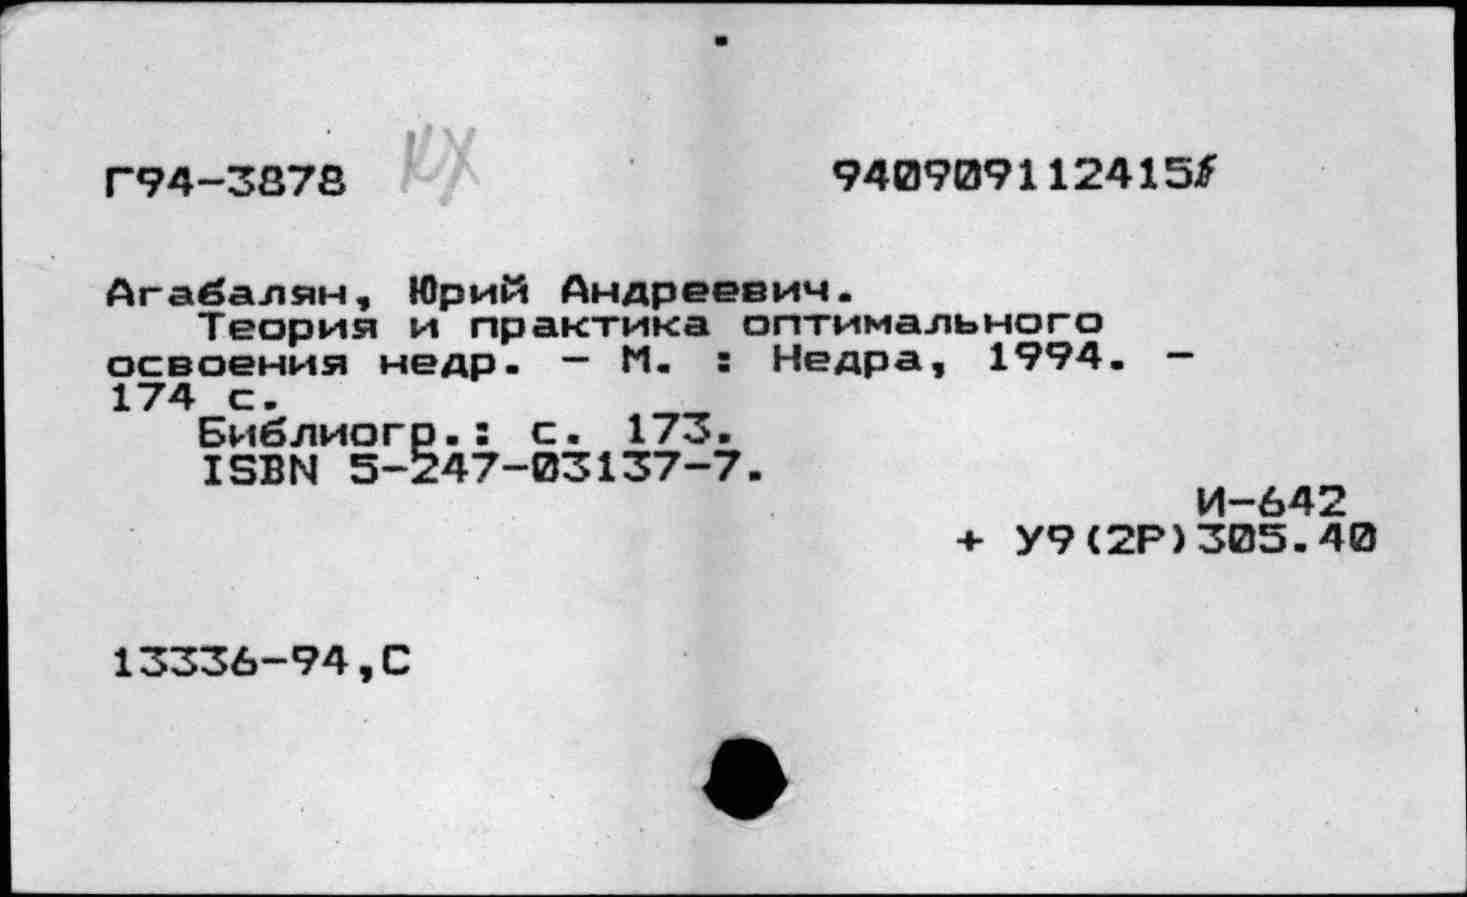 Г94-3878 940909112415
Агабалян, Юрий Андреевич.
Теория и практика оптимального
освоения недр. - М. : Недра, 1994. -
174 с.
Библиогр.: с. 173.
ISBN 5-247-03137-7.
И-642
+ У9(2Р)305.40
13336-94,С